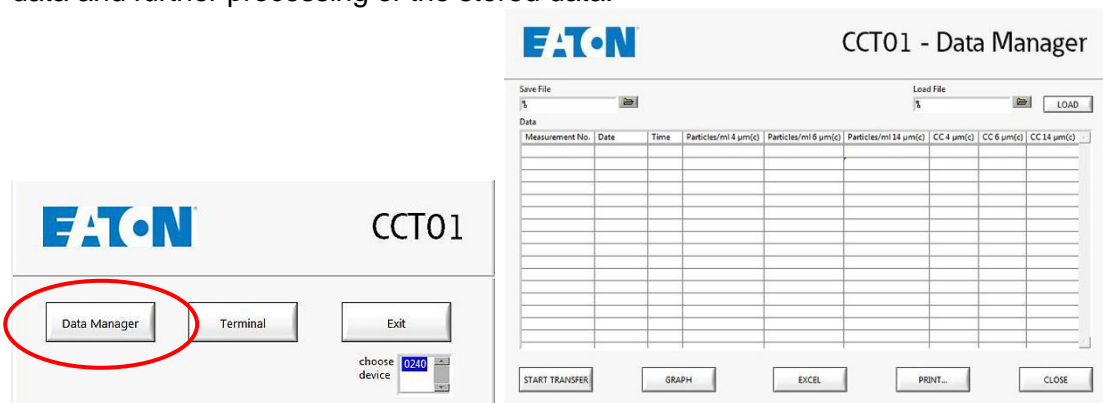 data and further processing of the stored data.
EATON
CCT01 - Data Manager
Save File
Load File
%
%
LOAD
Data
Measurement No. Date Time Particles/ml 4 µm(c) Particles/ml 6 µm(c) Particles/ml 14 µm(c) CC 4 µm(c) CC 6 µm(c) CC 14 µm(c)
START TRANSFER GRAPH EXCEL PRINT... CLOSE
EATON
CCT01
Data Manager Terminal Exit
choose
device
0240